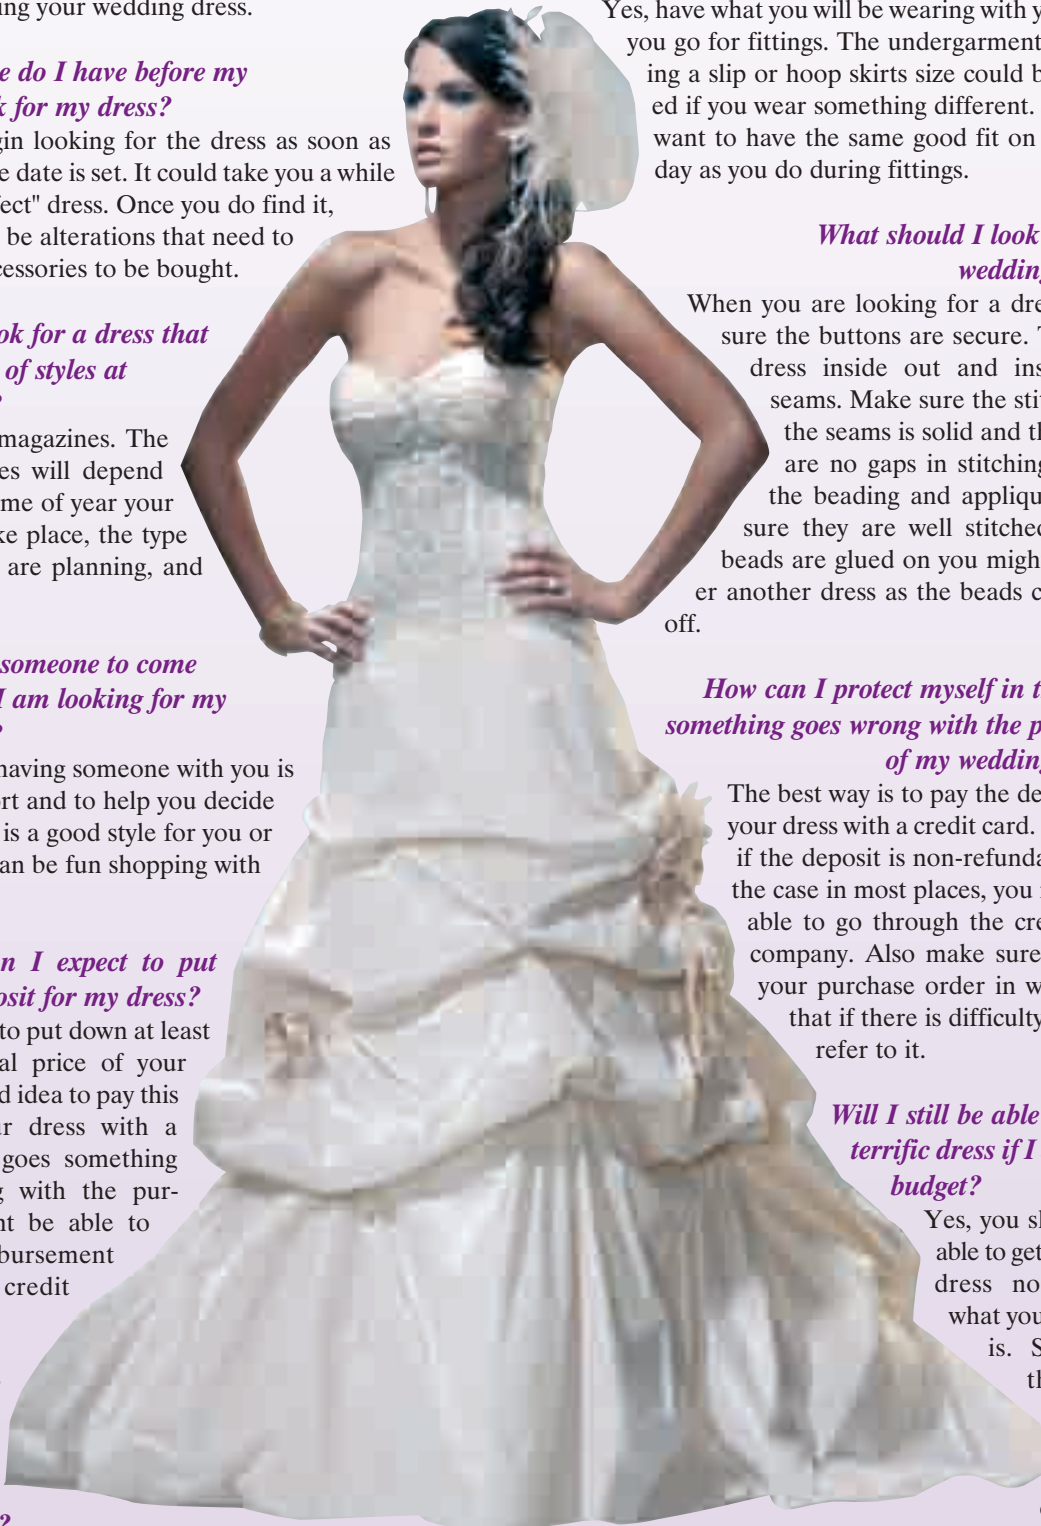 ing your wedding dress.
e do I have before my
k for my dress?
gin looking for the dress as soon as
e date is set. It could take you a while
fect" dress. Once you do find it,
be alterations that need to
cessories to be bought.
ok for a dress that
of styles at
?
magazines. The
es will depend
me of year your
ke place, the type
are planning, and
someone to come
I am looking for my
?
having someone with you is
rt and to help you decide
is a good style for you or
an be fun shopping with
n I expect to put
osit for my dress?
to put down at least
al price of your
d idea to pay this
ur dress with a
goes something
g with the pur-
ht be able to
bursement
credit
?
Yes, have what you will be wearing with y
you go for fittings. The undergarment
ing a slip or hoop skirts size could b
ed if you wear something different.
want to have the same good fit on
day as you do during fittings.
What should I look
wedding
When you are looking for a dre
sure the buttons are secure. T
dress inside out and ins
seams. Make sure the stit
the seams is solid and th
are no gaps in stitching
the beading and appliqu
sure they are well stitched
beads are glued on you might
er another dress as the beads c
off.
How can I protect myself in t
something goes wrong with the p
of my wedding
The best way is to pay the de
your dress with a credit card.
if the deposit is non-refunda
the case in most places, you
able to go through the cre
company. Also make sure
your purchase order in w
that if there is difficulty
refer to it.
Will I still be able
terrific dress if I
budget?
Yes, you sh
able to get
dress no
what you
is. S
th